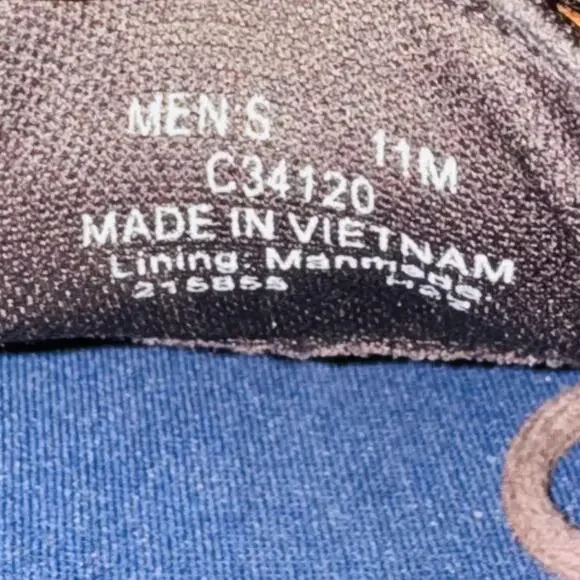 MEN S 11M
C34120
MADE IN VIETNAM
Lining: Manmade
215855